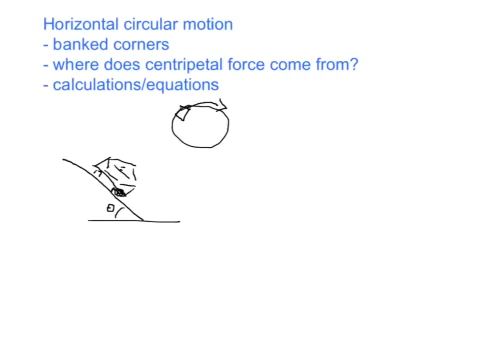 Horizontal circular motion
- banked corners
- where does centripetal force come from?
- calculations/equations
θ